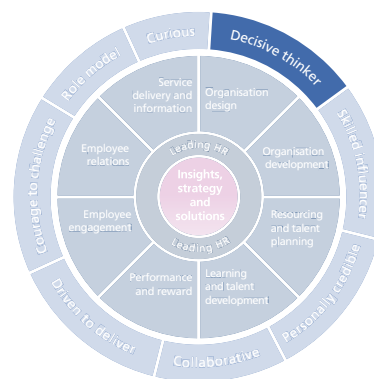 Curious
Decisive thinker
Role model
Skilled influencer
Courage to challenge
Personally credible
Driven to deliver
Collaborative
Service
delivery and
information
Organisation
design
Employee
relations
Organisation
development
Employee
engagement
Resourcing
and talent
planning
Performance
and reward
Learning
and talent
development
Leading HR
Insights,
strategy
and
solutions
Leading HR